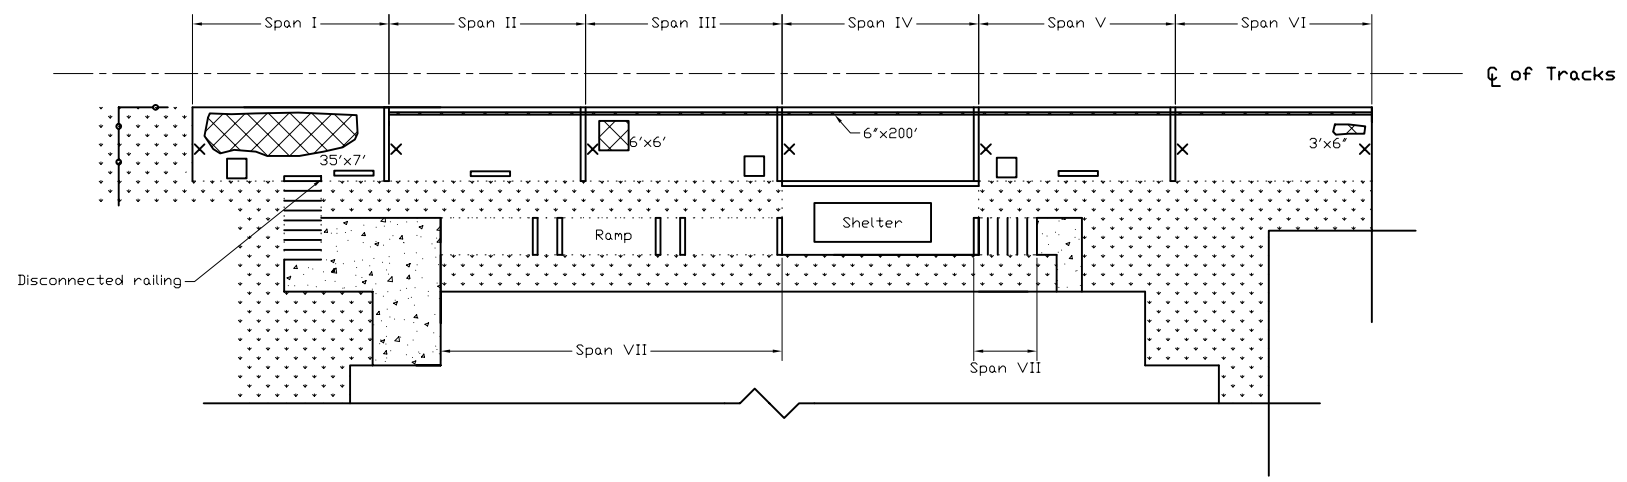 Span I
Span II
Span III
Span IV
Span V
Span VI
℄ of Tracks
6"x200'
6'x6'
3'x6"
35'x7'
Shelter
Ramp
Disconnected railing
Span VII
Span VII